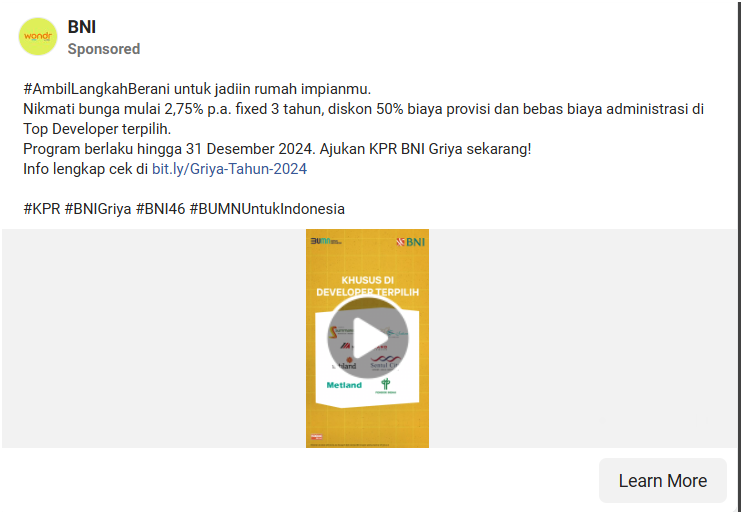 wondr
BNI
Sponsored
#AmbilLangkahBerani untuk jadiin rumah impianmu.
Nikmati bunga mulai 2,75% p.a. fixed 3 tahun, diskon 50% biaya provisi dan bebas biaya administrasi di
Top Developer terpilih.
Program berlaku hingga 31 Desember 2024. Ajukan KPR BNI Griya sekarang!
Info lengkap cek di bit.ly/Griya-Tahun-2024
#KPR #BNIGriya #BNI46 #BUMNUntukIndonesia
BUMN
BNI
KHUSUS DI
DEVELOPER TERPILIH
Metland
Learn More